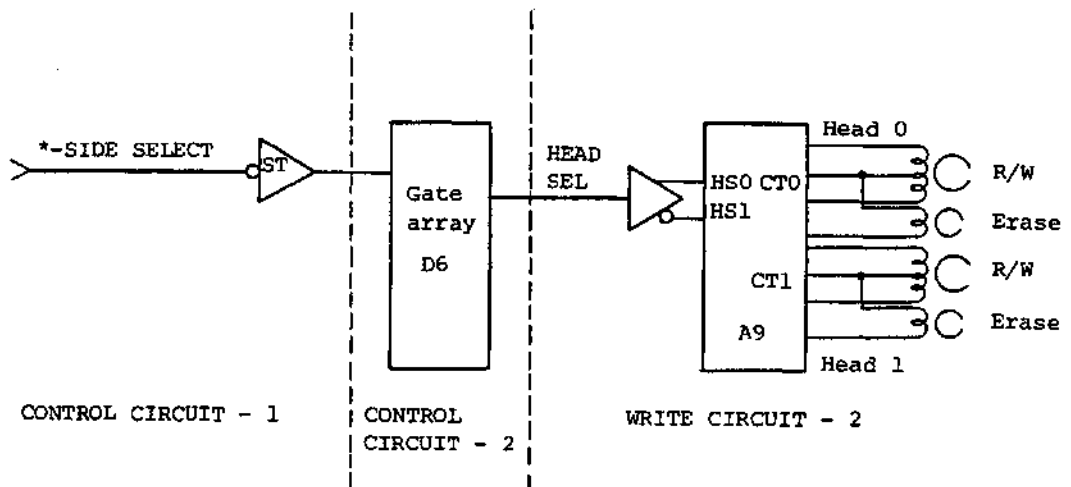 *-SIDE SELECT
ST
Gate
array
D6
HEAD
SEL
HS0 CT0
HS1
CT1
A9
Head 0
R/W
Erase
R/W
Erase
Head 1
CONTROL CIRCUIT - 1
CONTROL
CIRCUIT - 2
WRITE CIRCUIT - 2